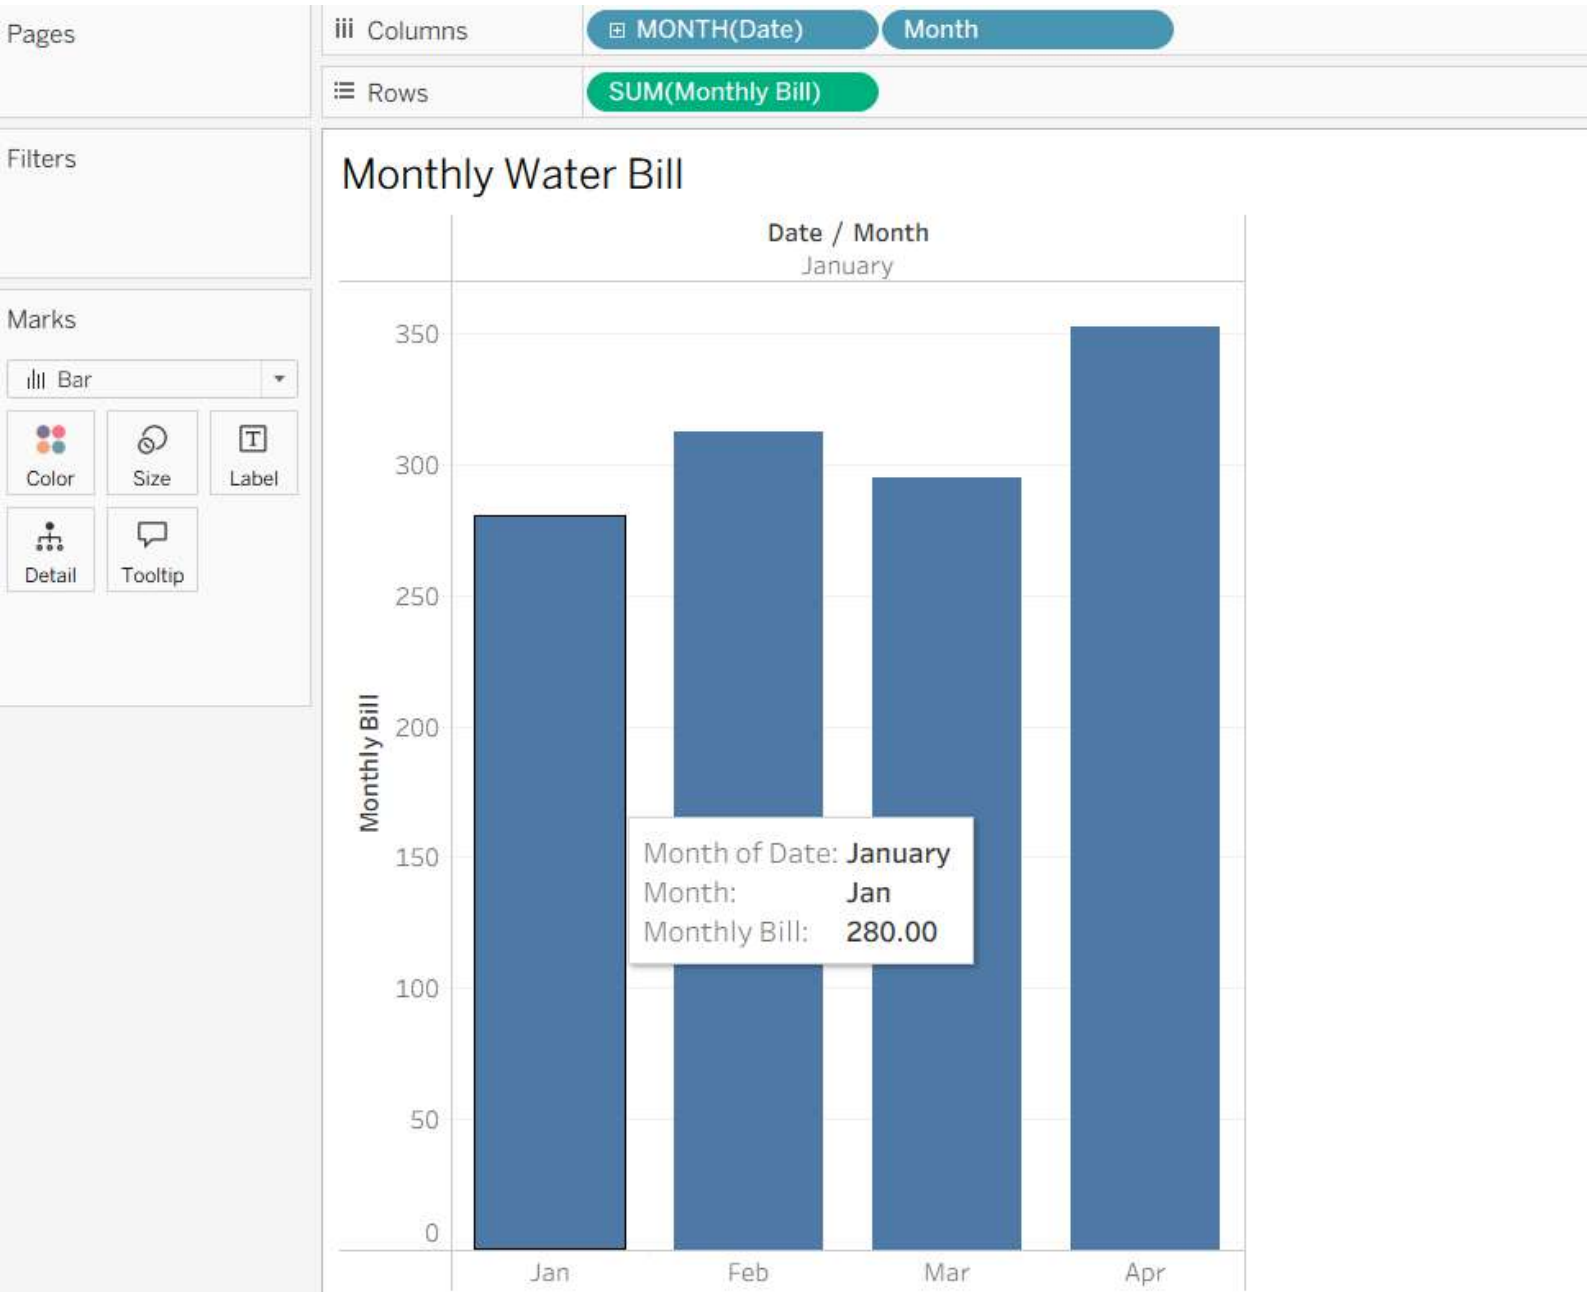 Pages
Columns
MONTH(Date)
Month
Rows
SUM(Monthly Bill)
Filters
Marks
Bar
Color
Size
Label
Detail
Tooltip
Monthly Water Bill
Date / Month
January
350
300
250
200
150
100
50
0
Monthly Bill
Month of Date: January
Month: Jan
Monthly Bill: 280.00
Jan
Feb
Mar
Apr